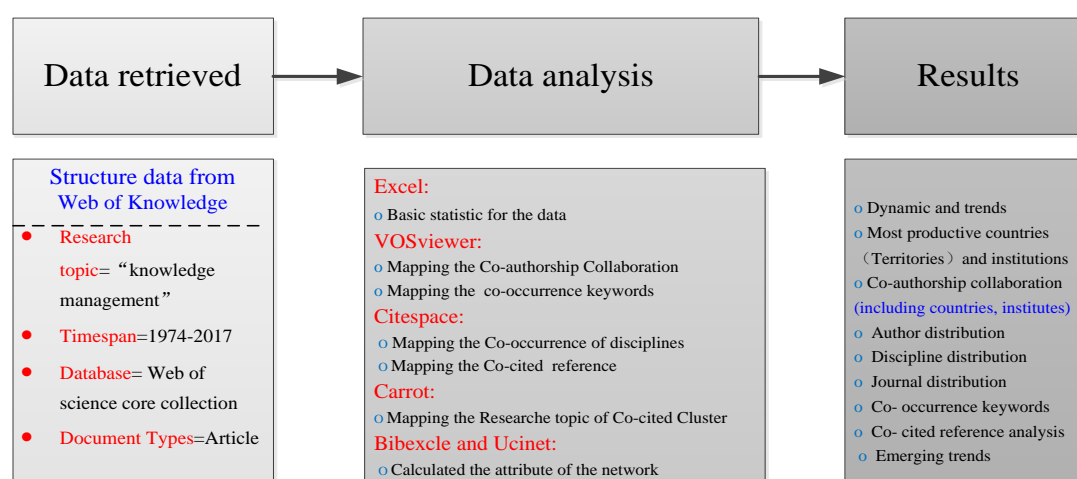 Data retrieved
Data analysis
Results
Structure data from
Web of Knowledge
● Research
topic= “knowledge
management”
● Timespan=1974-2017
● Database= Web of
science core collection
● Document Types=Article
Excel:
o Basic statistic for the data
VOSviewer:
o Mapping the Co-authorship Collaboration
o Mapping the co-occurrence keywords
Citespace:
o Mapping the Co-occurrence of disciplines
o Mapping the Co-cited reference
Carrot:
o Mapping the Researche topic of Co-cited Cluster
Bibexcle and Ucinet:
o Calculated the attribute of the network
o Dynamic and trends
o Most productive countries
（Territories）and institutions
o Co-authorship collaboration
(including countries, institutes)
o Author distribution
o Discipline distribution
o Journal distribution
o Co- occurrence keywords
o Co- cited reference analysis
o Emerging trends